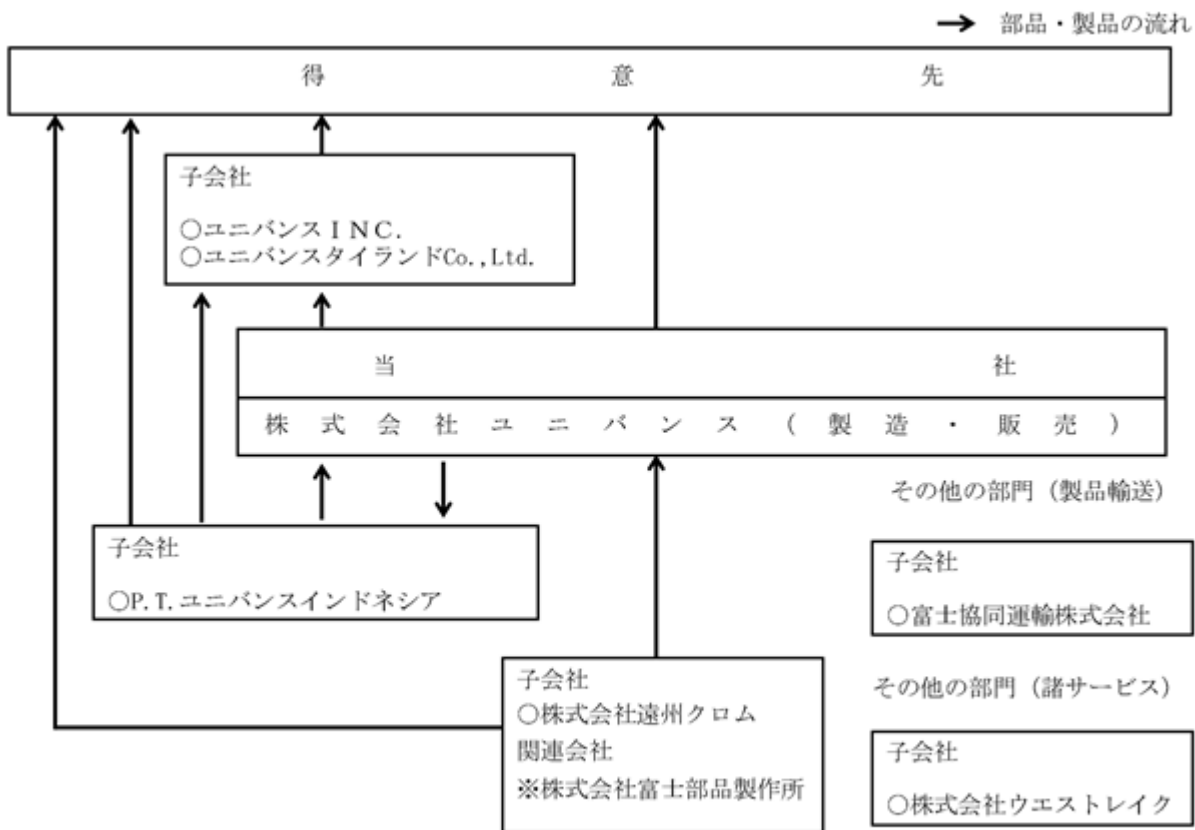 部品・製品の流れ
得意先
子会社
○ユニバンスＩＮＣ.
○ユニバンスタイランドCo.,Ltd.
当社
株式会社ユニバンス（製造・販売）
その他の部門（製品輸送）
子会社
○P.T.ユニバンスインドネシア
子会社
○富士協同運輸株式会社
子会社
○株式会社遠州クロム
関連会社
※株式会社富士部品製作所
その他の部門（諸サービス）
子会社
○株式会社ウエストレイク